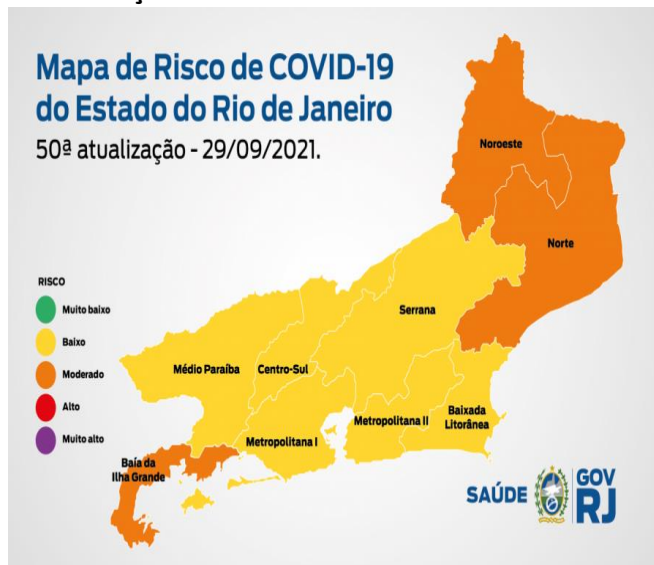 Mapa de Risco de COVID-19
do Estado do Rio de Janeiro
50ª atualização - 29/09/2021.
Noroeste
Norte
RISCO
Muito baixo
Baixo
Moderado
Alto
Muito alto
Serrana
Médio Paraíba
Centro-Sul
Baixada
Litorânea
Metropolitana II
Metropolitana I
Baía da
Ilha Grande
SAÚDE
GOV
RJ